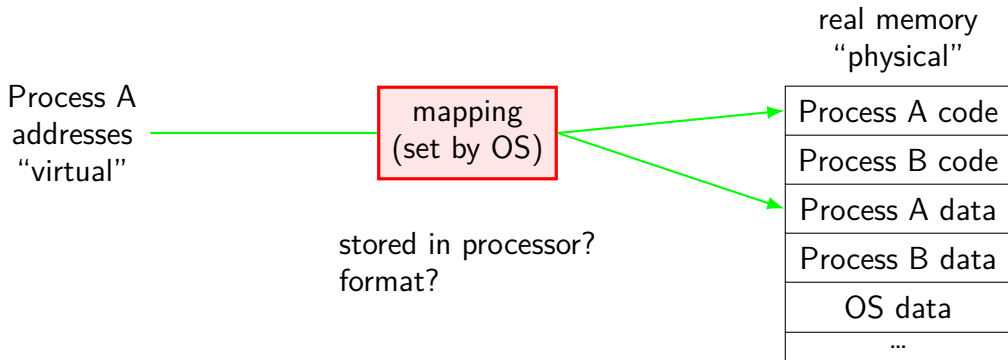 real memory
“physical”
Process A
addresses
“virtual”
mapping
(set by OS)
stored in processor?
format?
Process A code
Process B code
Process A data
Process B data
OS data
...